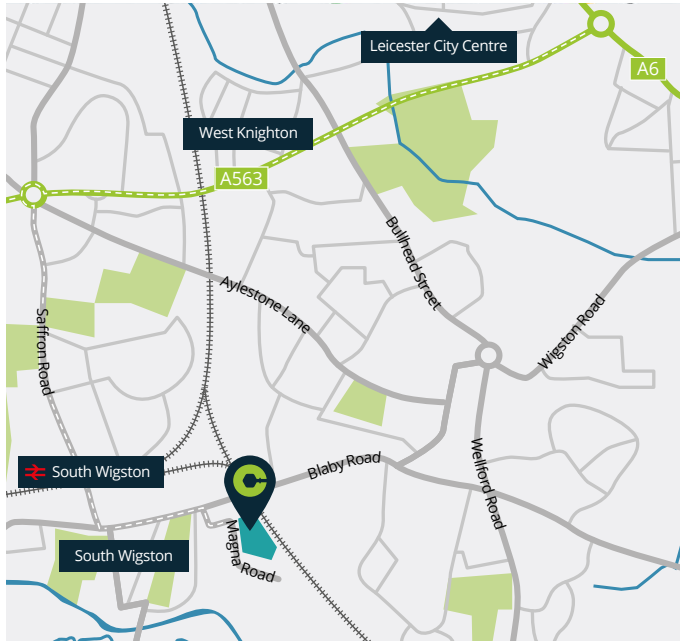 Leicester City Centre
A6
West Knighton
A563
Bullhead Street
Aylestone Lane
Saffron Road
Wigston Road
South Wigston
Blaby Road
Wellford Road
South Wigston
Magna Road